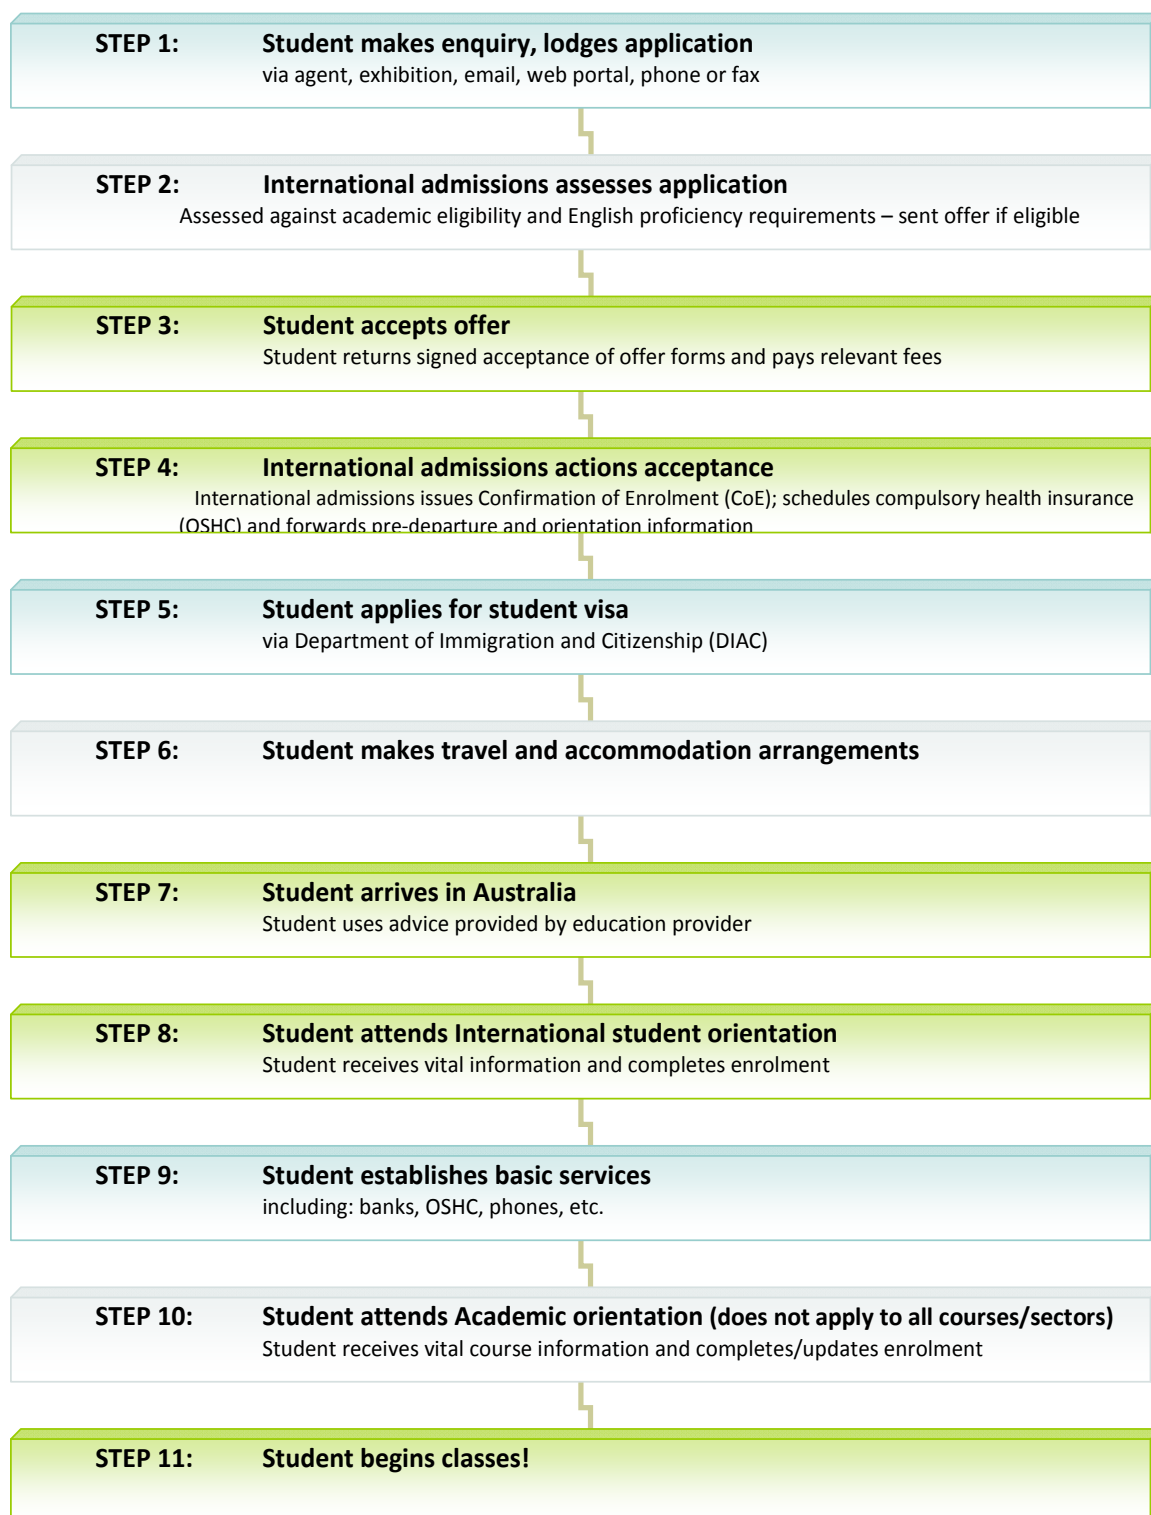 STEP 1: Student makes enquiry, lodges application
via agent, exhibition, email, web portal, phone or fax
STEP 2: International admissions assesses application
Assessed against academic eligibility and English proficiency requirements – sent offer if eligible
STEP 3: Student accepts offer
Student returns signed acceptance of offer forms and pays relevant fees
STEP 4: International admissions actions acceptance
International admissions issues Confirmation of Enrolment (CoE); schedules compulsory health insurance
(OSHC) and forwards pre-departure and orientation information
STEP 5: Student applies for student visa
via Department of Immigration and Citizenship (DIAC)
STEP 6: Student makes travel and accommodation arrangements
STEP 7: Student arrives in Australia
Student uses advice provided by education provider
STEP 8: Student attends International student orientation
Student receives vital information and completes enrolment
STEP 9: Student establishes basic services
including: banks, OSHC, phones, etc.
STEP 10: Student attends Academic orientation (does not apply to all courses/sectors)
Student receives vital course information and completes/updates enrolment
STEP 11: Student begins classes!